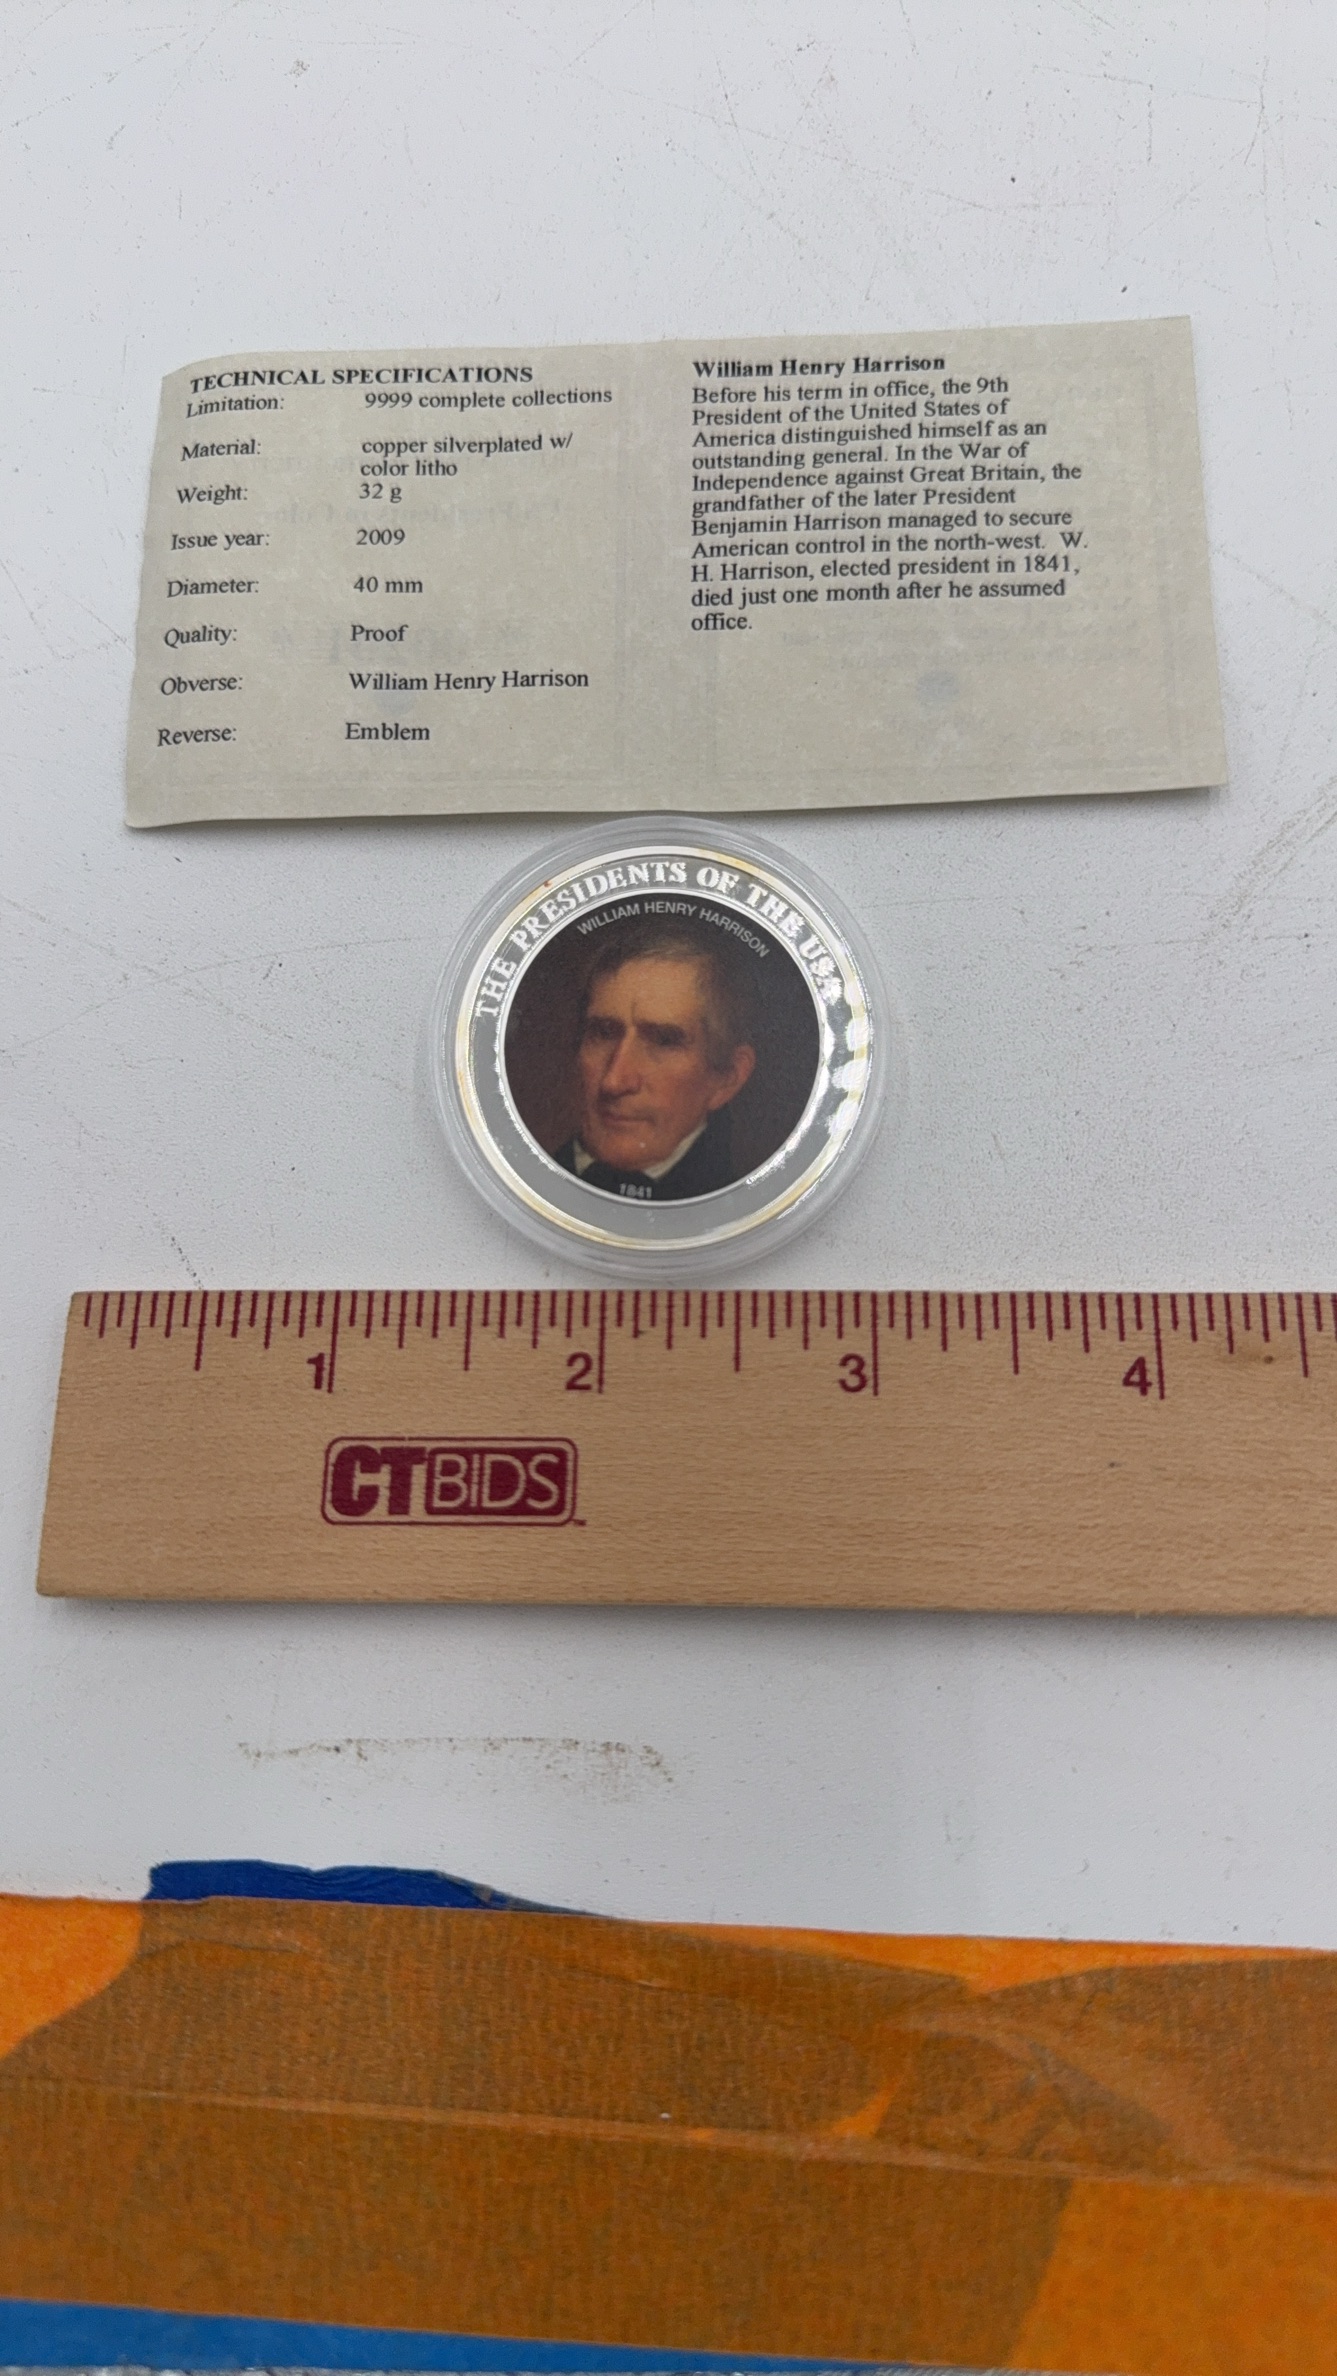 TECHNICAL SPECIFICATIONS
Limitation: 9999 complete collections
Material: copper silverplated w/
color litho
Weight: 32 g
Issue year: 2009
Diameter: 40 mm
Quality: Proof
Obverse: William Henry Harrison
Reverse: Emblem
William Henry Harrison
Before his term in office, the 9th
President of the United States of
America distinguished himself as an
outstanding general. In the War of
Independence against Great Britain, the
grandfather of the later President
Benjamin Harrison managed to secure
American control in the north-west. W.
H. Harrison, elected president in 1841,
died just one month after he assumed
office.
THE PRESIDENTS OF THE USA
WILLIAM HENRY HARRISON
1841
1 2 3 4
CTBIDS